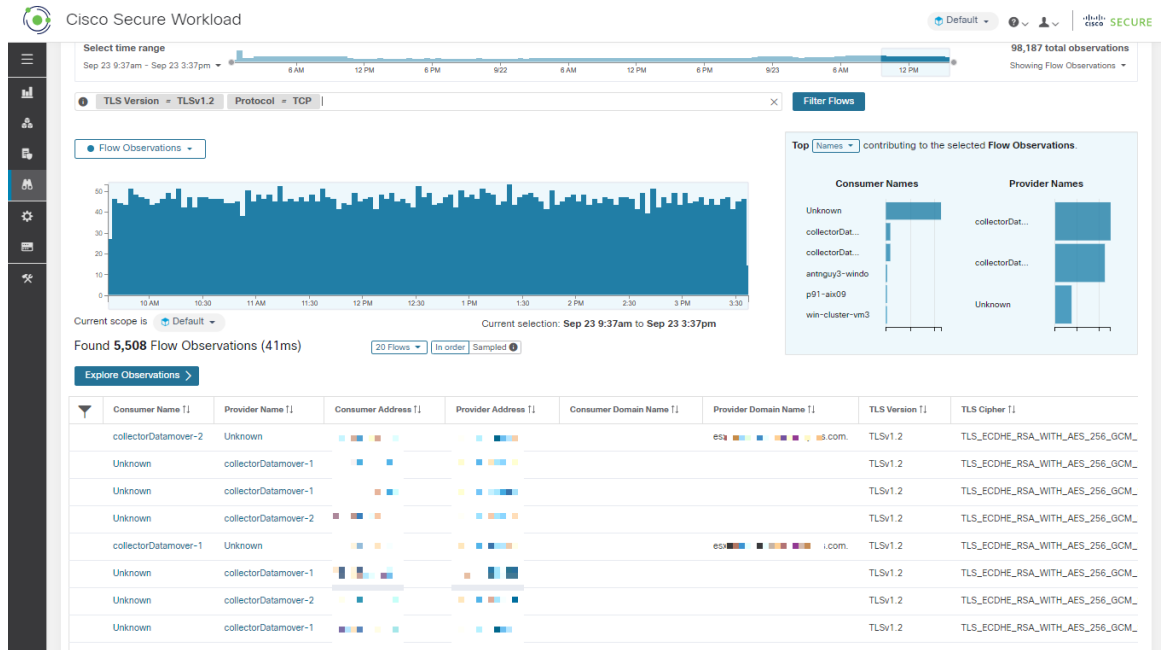 Cisco Secure Workload
Default
CISCO SECURE
Select time range
98,187 total observations
Sep 23 9:37am - Sep 23 3:37pm
Showing Flow Observations
6 AM 12 PM 6 PM 9/22 6 AM 12 PM 6 PM 9/23 6 AM 12 PM
TLS Version = TLSv1.2 Protocol = TCP
Filter Flows
Flow Observations
Top Names contributing to the selected Flow Observations.
Consumer Names Provider Names
Unknown
collectorDat...
collectorDat...
antnguy3-windo
p91-aix09
win-cluster-vm3
collectorDat...
collectorDat...
Unknown
50
40
30
20
10
0
10 AM 10:30 11 AM 11:30 12 PM 12:30 1 PM 1:30 2 PM 2:30 3 PM 3:30
Current scope is Default
Current selection: Sep 23 9:37am to Sep 23 3:37pm
Found 5,508 Flow Observations (41ms)
20 Flows In order Sampled
Explore Observations
Consumer Name Provider Name Consumer Address Provider Address Consumer Domain Name Provider Domain Name TLS Version TLS Cipher
collectorDatamover-2 Unknown s.com. TLSv1.2 TLS_ECDHE_RSA_WITH_AES_256_GCM_
Unknown collectorDatamover-1 TLSv1.2 TLS_ECDHE_RSA_WITH_AES_256_GCM_
Unknown collectorDatamover-1 TLSv1.2 TLS_ECDHE_RSA_WITH_AES_256_GCM_
Unknown collectorDatamover-2 TLSv1.2 TLS_ECDHE_RSA_WITH_AES_256_GCM_
collectorDatamover-1 Unknown .com. TLSv1.2 TLS_ECDHE_RSA_WITH_AES_256_GCM_
Unknown collectorDatamover-1 TLSv1.2 TLS_ECDHE_RSA_WITH_AES_256_GCM_
Unknown collectorDatamover-2 TLSv1.2 TLS_ECDHE_RSA_WITH_AES_256_GCM_
Unknown collectorDatamover-1 TLSv1.2 TLS_ECDHE_RSA_WITH_AES_256_GCM_